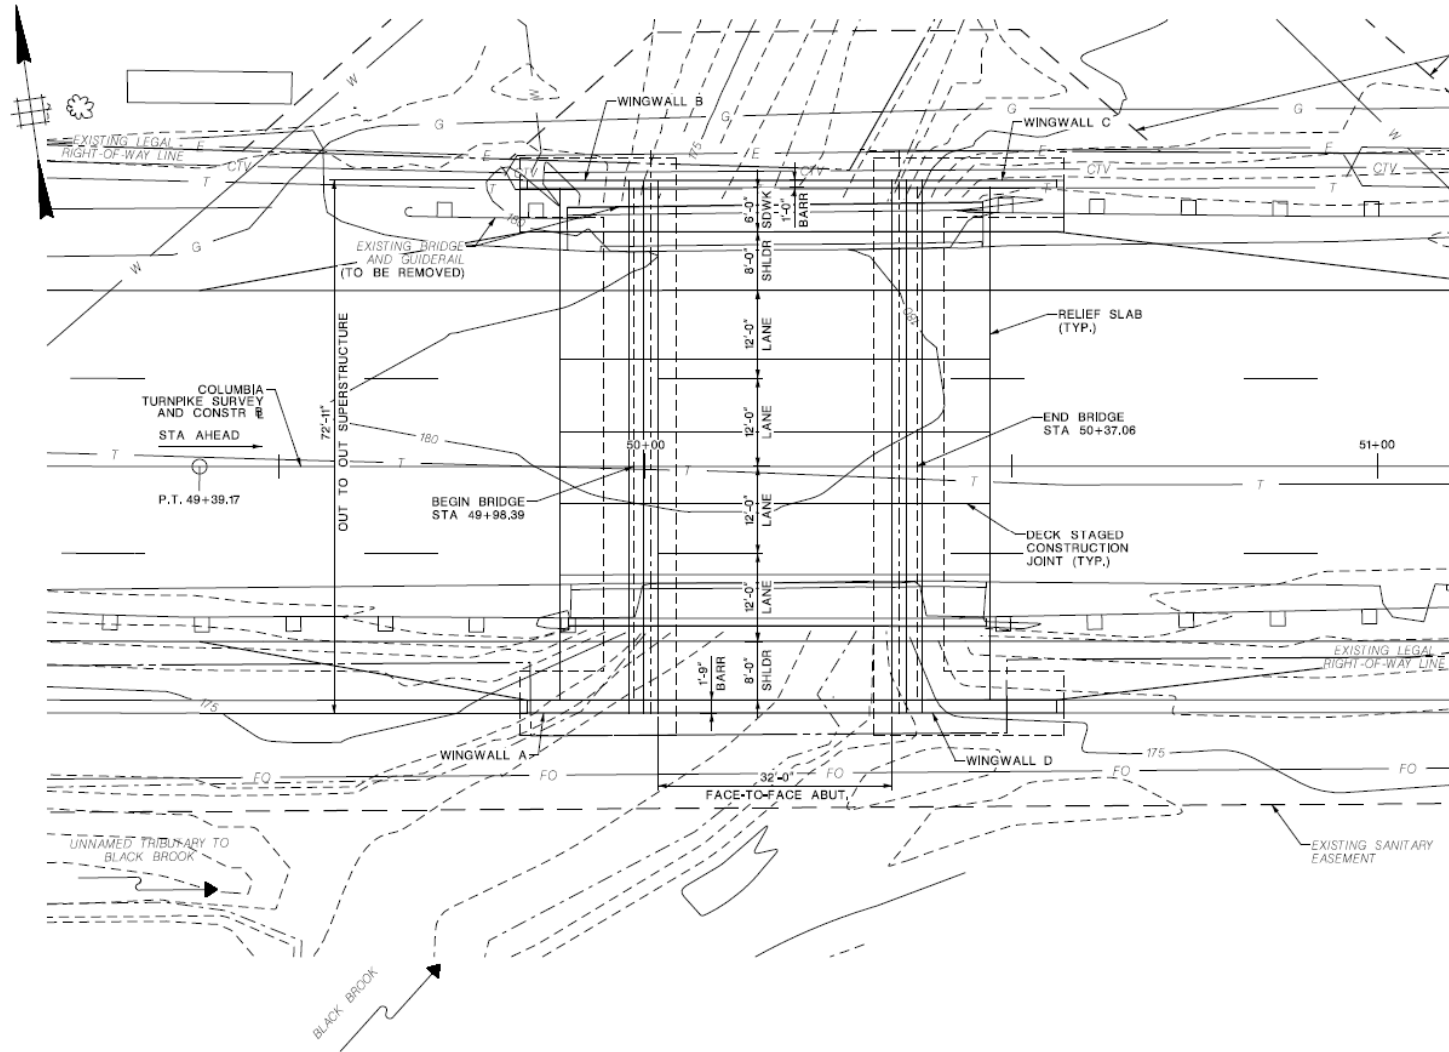 WINGWALL B
WINGWALL C
W
W
W
W
G
G
G
G
175
EXISTING LEGAL
RIGHT-OF-WAY LINE
E
E
E
E
E
CTV
CTV
CTV
CTV
CTV
T
T
T
T
180
G
W
EXISTING BRIDGE
AND GUIDERAIL
(TO BE REMOVED)
6'-0"
SDWK
1'-0"
BARR
8'-0"
SHLDR
12'-0"
LANE
180
RELIEF SLAB
(TYP.)
72'-11"
OUT TO OUT SUPERSTRUCTURE
COLUMBIA
TURNPIKE SURVEY
AND CONSTR ℄
STA AHEAD
12'-0"
LANE
END BRIDGE
STA 50+37.06
180
50+00
51+00
T
T
T
T
T
P.T. 49+39.17
BEGIN BRIDGE
STA 49+98.39
12'-0"
LANE
DECK STAGED
CONSTRUCTION
JOINT (TYP.)
12'-0"
LANE
EXISTING LEGAL
RIGHT-OF-WAY LINE
1'-9"
BARR
8'-0"
SHLDR
175
WINGWALL A
WINGWALL D
175
FO
FO
FO
FO
FO
32'-0"
FACE-TO-FACE ABUT.
UNNAMED TRIBUTARY TO
BLACK BROOK
EXISTING SANITARY
EASEMENT
BLACK BROOK